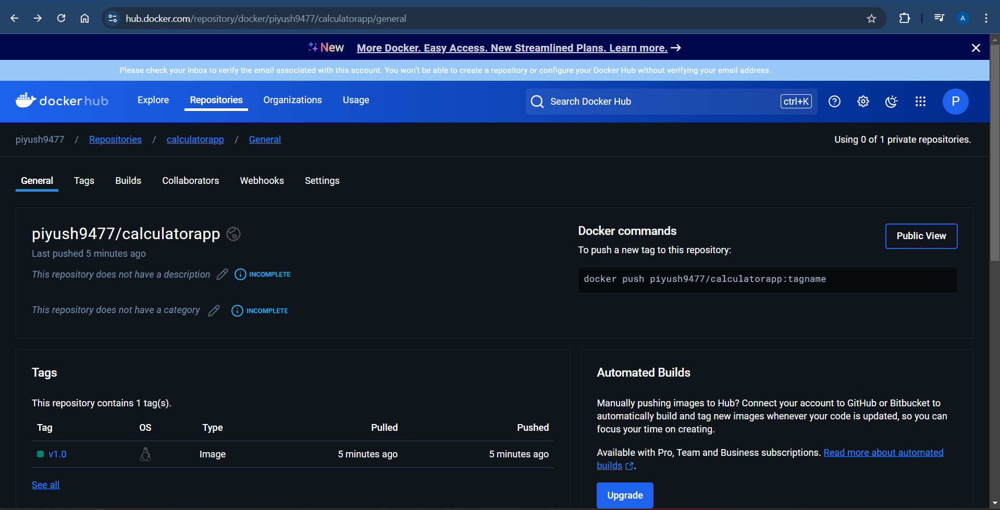 hub.docker.com/repository/docker/piyush9477/calculatorapp/general
A
New More Docker. Easy Access. New Streamlined Plans. Learn more. →
Please check your inbox to verify the email associated with this account. You won't be able to create a repository or configure your Docker Hub without verifying your email address.
docker hub Explore Repositories Organizations Usage Search Docker Hub ctrl+K P
piyush9477 / Repositories / calculatorapp / General Using 0 of 1 private repositories.
General Tags Builds Collaborators Webhooks Settings
piyush9477/calculatorapp
Last pushed 5 minutes ago
This repository does not have a description INCOMPLETE
This repository does not have a category INCOMPLETE
Docker commands
Public View
To push a new tag to this repository:
docker push piyush9477/calculatorapp:tagname
Tags
This repository contains 1 tag(s).
Tag OS Type Pulled Pushed
v1.0 Image 5 minutes ago 5 minutes ago
See all
Automated Builds
Manually pushing images to Hub? Connect your account to GitHub or Bitbucket to
automatically build and tag new images whenever your code is updated, so you can
focus your time on creating.
Available with Pro, Team and Business subscriptions. Read more about automated
builds .
Upgrade